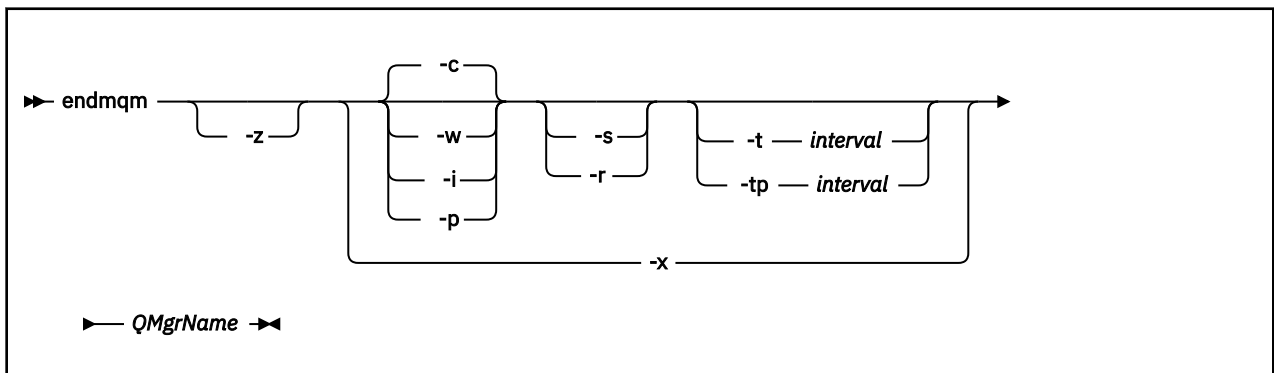 -c
endmqm
-z
-w
-s
-t interval
-i
-r
-tp interval
-p
-x
QMgrName